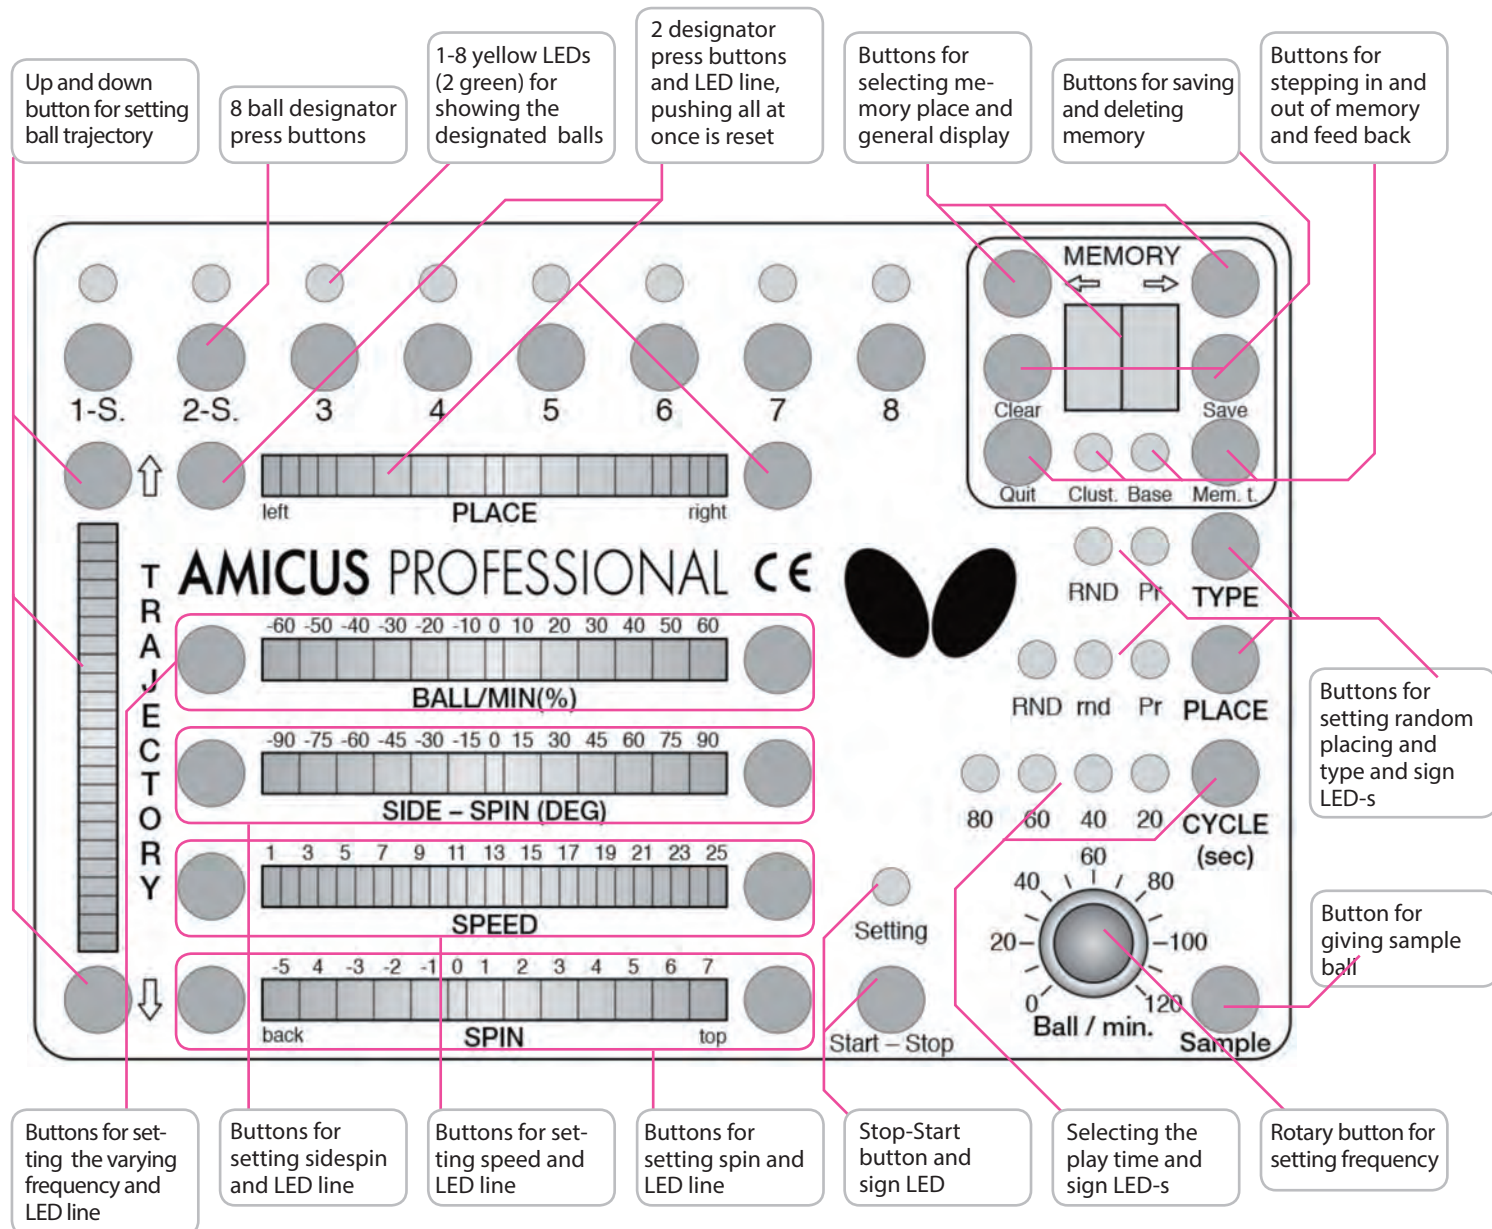 Up and down
button for setting
ball trajectory
8 ball designator
press buttons
1-8 yellow LEDs
(2 green) for
showing the
designated balls
2 designator
press buttons
and LED line,
pushing all at
once is reset
Buttons for
selecting me-
mory place and
general display
Buttons for saving
and deleting
memory
Buttons for
stepping in and
out of memory
and feed back
MEMORY
1-S. 2-S. 3 4 5 6 7 8
Clear Save
Quit Clust. Base Mem. t.
left PLACE right
TRAJECTORY
AMICUS PROFESSIONAL CE
RND Pr TYPE
-60 -50 -40 -30 -20 -10 0 10 20 30 40 50 60
BALL/MIN(%)
RND rnd Pr PLACE
-90 -75 -60 -45 -30 -15 0 15 30 45 60 75 90
SIDE – SPIN (DEG)
80 60 40 20 CYCLE
(sec)
1 3 5 7 9 11 13 15 17 19 21 23 25
SPEED
Setting
0 20 40 60 80 100 120
Ball / min.
-5 4 -3 -2 -1 0 1 2 3 4 5 6 7
back SPIN top
Start – Stop
Sample
Buttons for
setting random
placing and
type and sign
LED-s
Button for
giving sample
ball
Buttons for set-
ting the varying
frequency and
LED line
Buttons for
setting sidespin
and LED line
Buttons for set-
ting speed and
LED line
Buttons for
setting spin and
LED line
Stop-Start
button and
sign LED
Selecting the
play time and
sign LED-s
Rotary button for
setting frequency